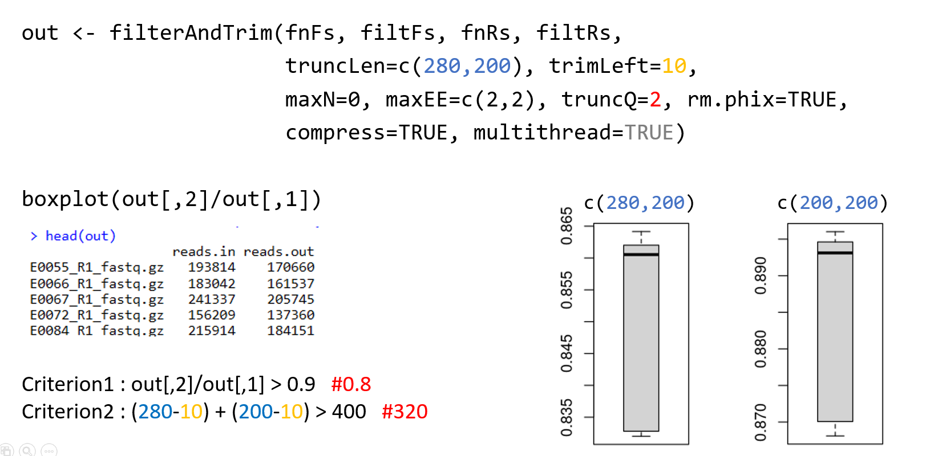 out <- filterAndTrim(fnFs, filtFs, fnRs, filtRs,
truncLen=c(280,200), trimLeft=10,
maxN=0, maxEE=c(2,2), truncQ=2, rm.phix=TRUE,
compress=TRUE, multithread=TRUE)
boxplot(out[,2]/out[,1])
> head(out)
reads.in reads.out
E0055_R1_fastq.gz 193814 170660
E0066_R1_fastq.gz 183042 161537
E0067_R1_fastq.gz 241337 205745
E0072_R1_fastq.gz 156209 137360
E0084_R1_fastq.gz 215914 184151
Criterion1 : out[,2]/out[,1] > 0.9 #0.8
Criterion2 : (280-10) + (200-10) > 400 #320
c(280,200)
0.865
0.855
0.845
0.835
c(200,200)
0.890
0.880
0.870